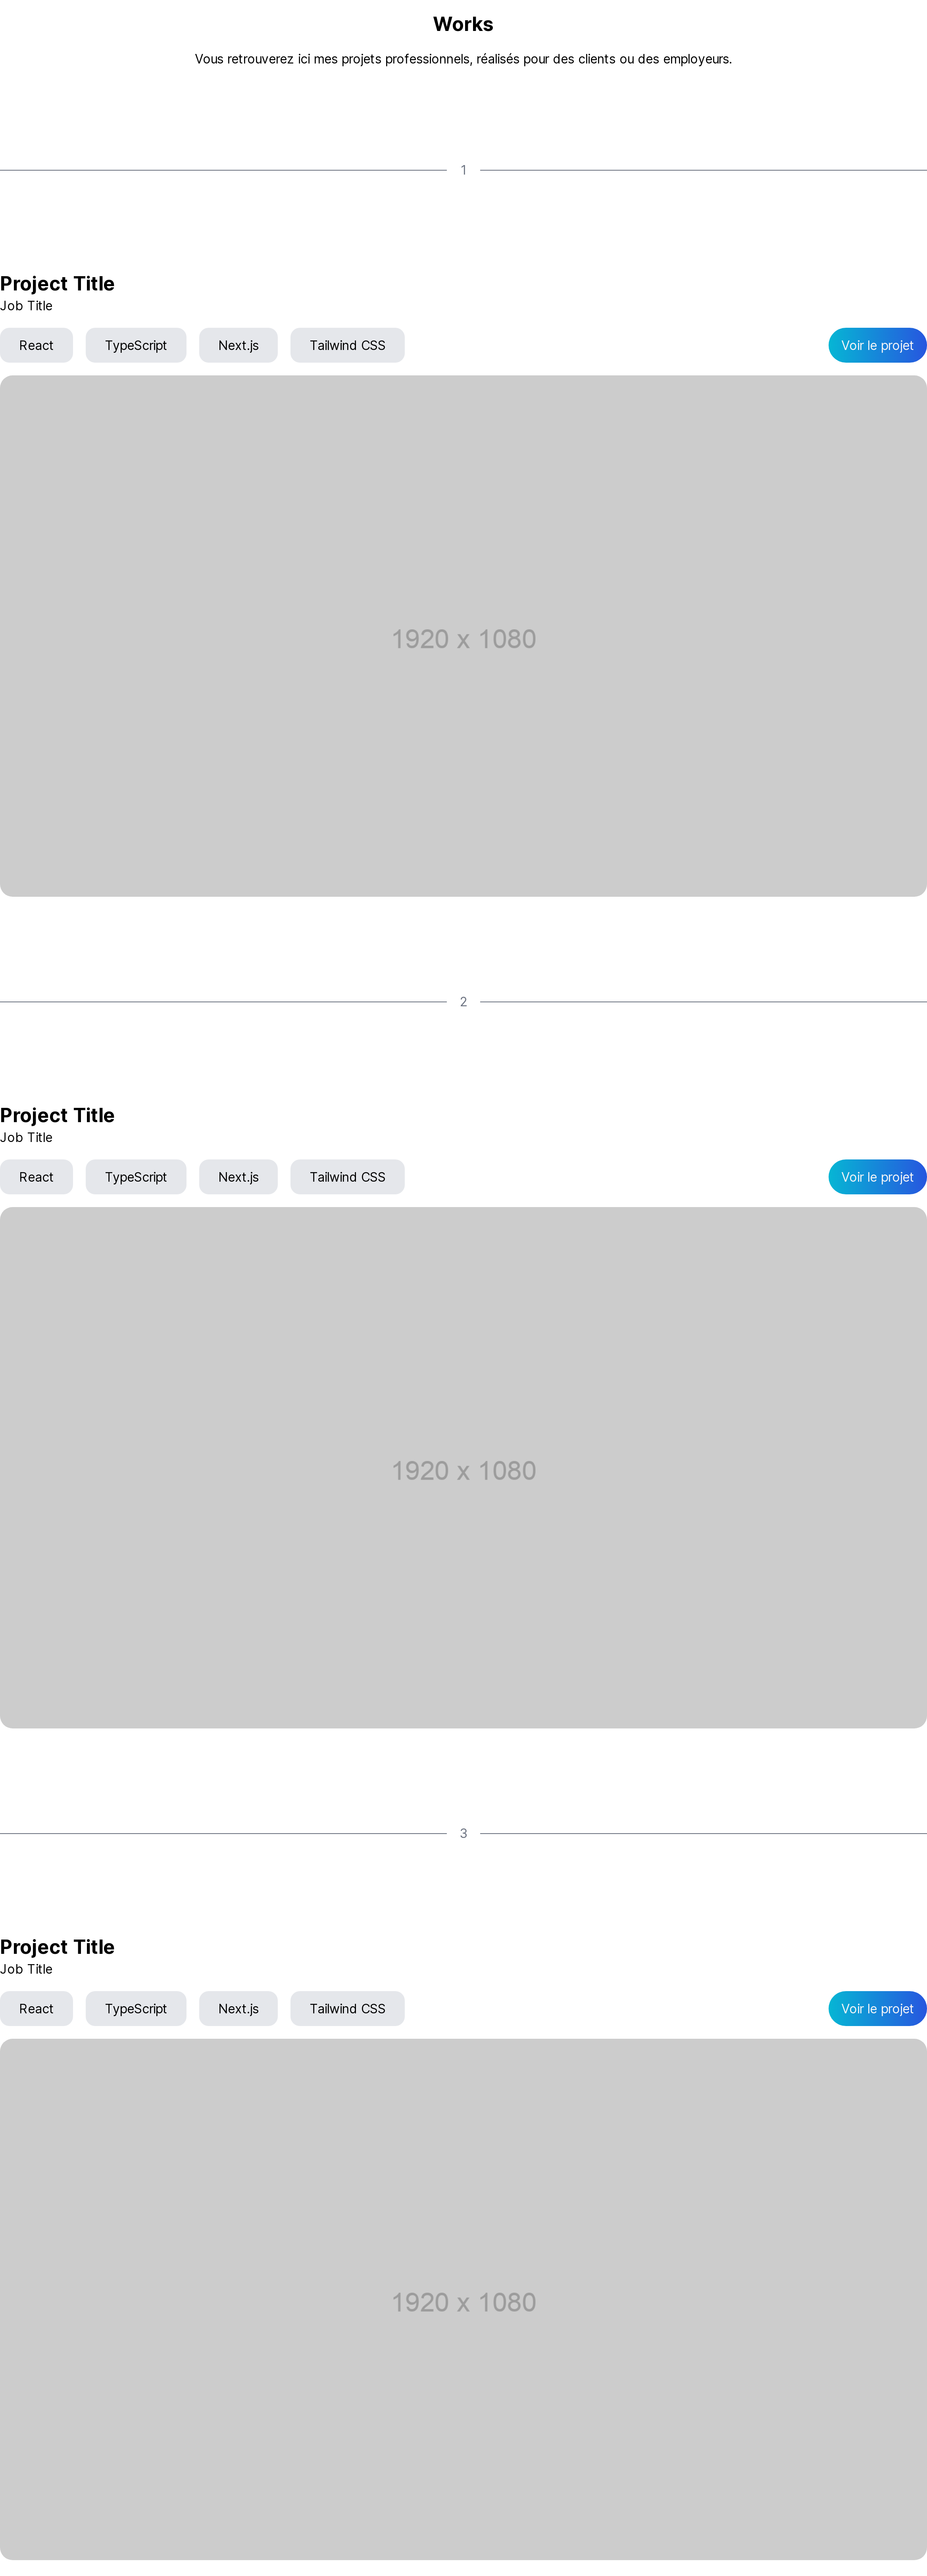 Works
Vous retrouverez ici mes projets professionnels, réalisés pour des clients ou des employeurs.
1
Project Title
Job Title
React TypeScript Next.js Tailwind CSS Voir le projet
1920 x 1080
2
Project Title
Job Title
React TypeScript Next.js Tailwind CSS Voir le projet
1920 x 1080
3
Project Title
Job Title
React TypeScript Next.js Tailwind CSS Voir le projet
1920 x 1080